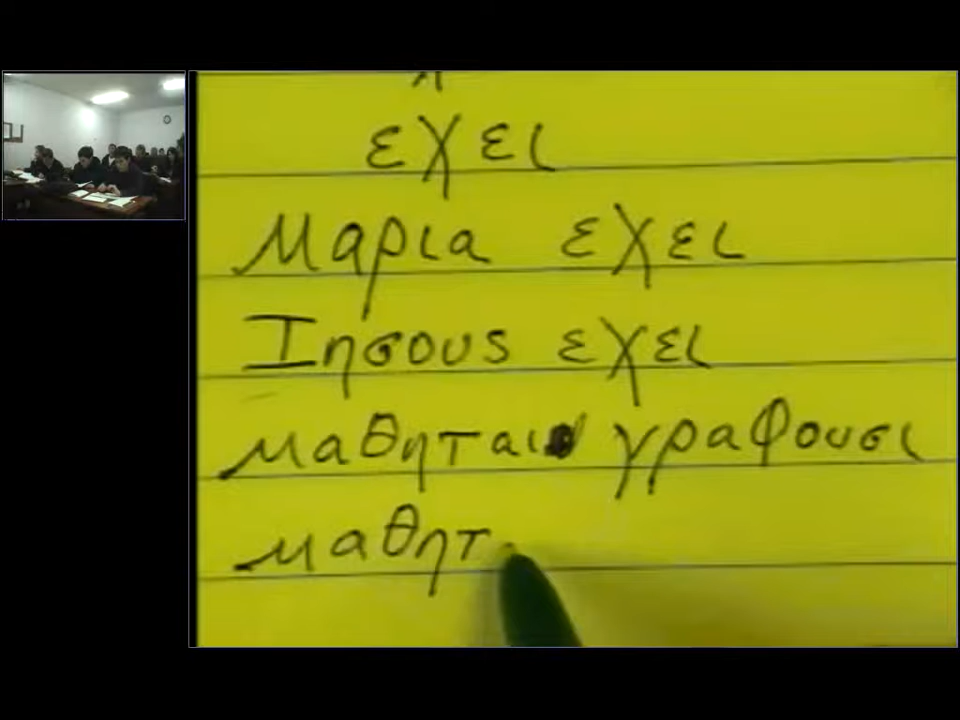 εχει
Μαρια εχει
Ιησους εχει
μαθηται γραφουσι
μαθητ